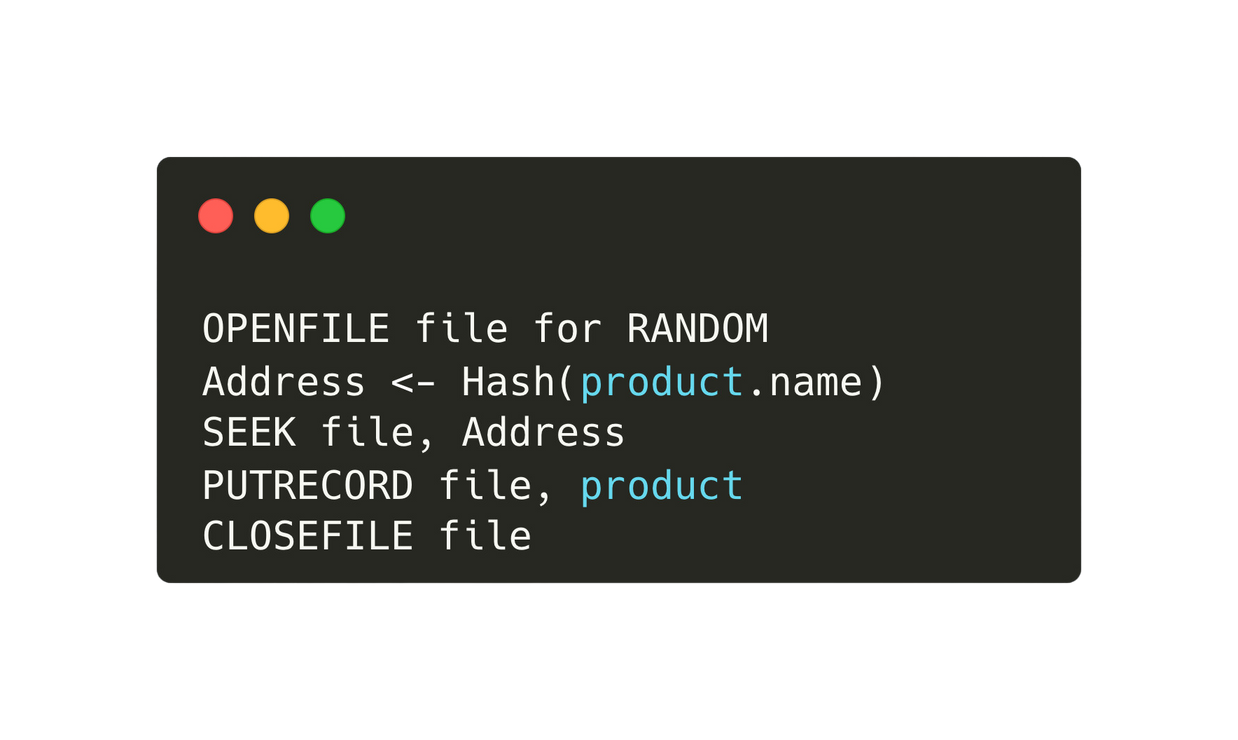 OPENFILE file for RANDOM
Address <- Hash(product.name)
SEEK file, Address
PUTRECORD file, product
CLOSEFILE file